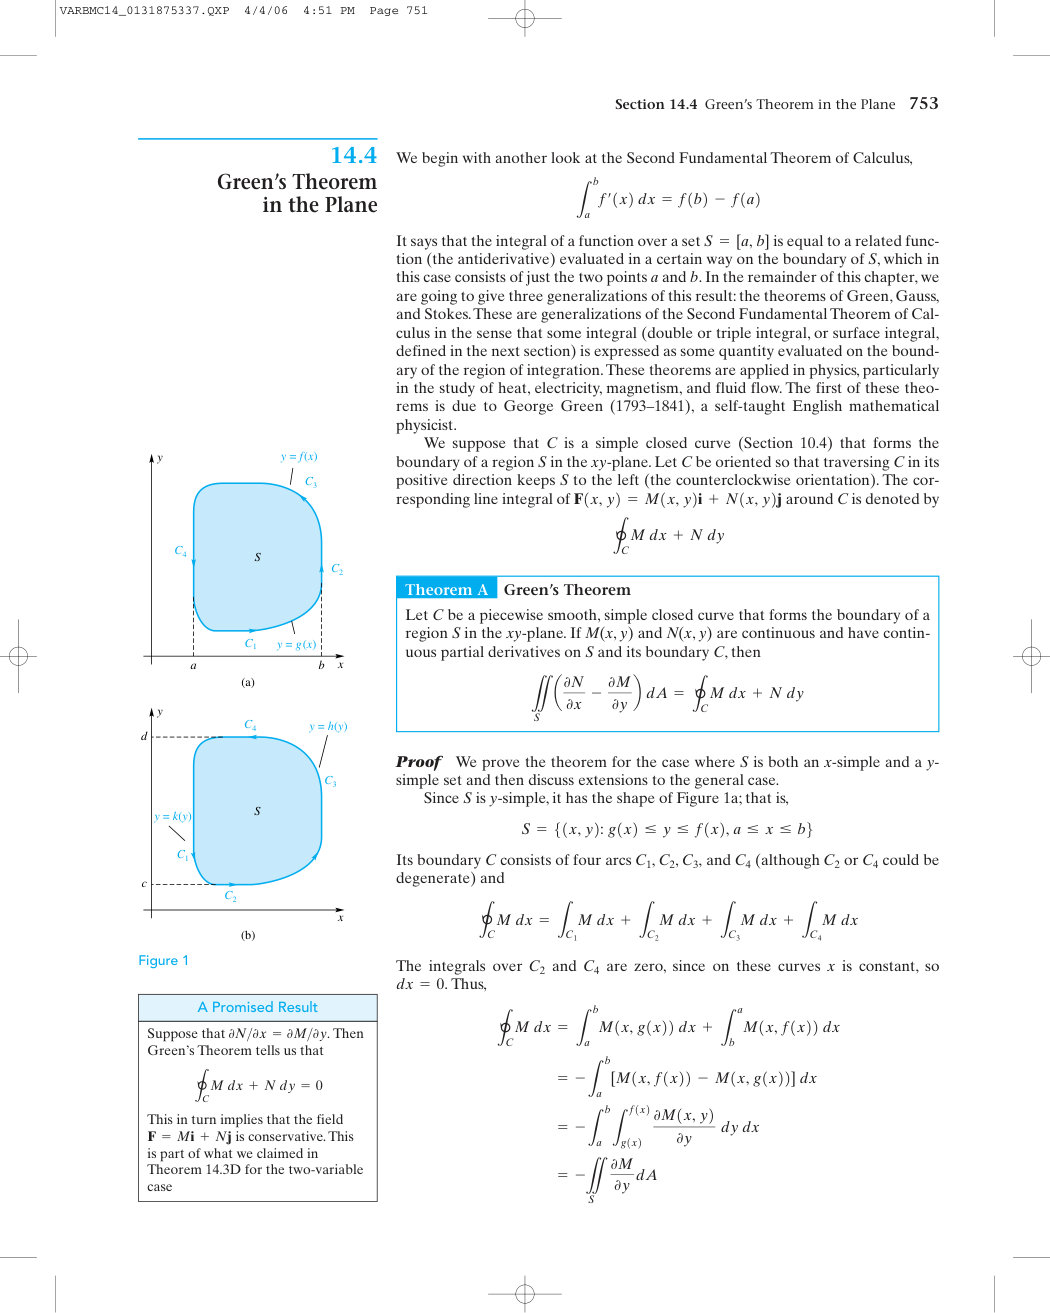 VARBMC14_0131875337.QXP 4/4/06 4:51 PM Page 751
Section 14.4 Green's Theorem in the Plane 753
14.4
Green's Theorem
in the Plane
We begin with another look at the Second Fundamental Theorem of Calculus,
∫_a^b f′(x) dx = f(b) − f(a)
It says that the integral of a function over a set S = [a, b] is equal to a related func-
tion (the antiderivative) evaluated in a certain way on the boundary of S, which in
this case consists of just the two points a and b. In the remainder of this chapter, we
are going to give three generalizations of this result: the theorems of Green, Gauss,
and Stokes. These are generalizations of the Second Fundamental Theorem of Cal-
culus in the sense that some integral (double or triple integral, or surface integral,
defined in the next section) is expressed as some quantity evaluated on the bound-
ary of the region of integration. These theorems are applied in physics, particularly
in the study of heat, electricity, magnetism, and fluid flow. The first of these theo-
rems is due to George Green (1793–1841), a self-taught English mathematical
physicist.
We suppose that C is a simple closed curve (Section 10.4) that forms the
boundary of a region S in the xy-plane. Let C be oriented so that traversing C in its
positive direction keeps S to the left (the counterclockwise orientation). The cor-
responding line integral of F(x, y) = M(x, y)i + N(x, y)j around C is denoted by
∮_C M dx + N dy
Theorem A Green's Theorem
Let C be a piecewise smooth, simple closed curve that forms the boundary of a
region S in the xy-plane. If M(x, y) and N(x, y) are continuous and have contin-
uous partial derivatives on S and its boundary C, then
∬_S (∂N/∂x − ∂M/∂y) dA = ∮_C M dx + N dy
Proof We prove the theorem for the case where S is both an x-simple and a y-
simple set and then discuss extensions to the general case.
Since S is y-simple, it has the shape of Figure 1a; that is,
S = {(x, y): g(x) ≤ y ≤ f(x), a ≤ x ≤ b}
Its boundary C consists of four arcs C₁, C₂, C₃, and C₄ (although C₂ or C₄ could be
degenerate) and
∮_C M dx = ∫_C₁ M dx + ∫_C₂ M dx + ∫_C₃ M dx + ∫_C₄ M dx
The integrals over C₂ and C₄ are zero, since on these curves x is constant, so
dx = 0. Thus,
∮_C M dx = ∫_a^b M(x, g(x)) dx + ∫_b^a M(x, f(x)) dx
= −∫_a^b [M(x, f(x)) − M(x, g(x))] dx
= −∫_a^b ∫_g(x)^f(x) ∂M(x, y)/∂y dy dx
= −∬_S ∂M/∂y dA
y
y = f(x)
C₃
C₄
S
C₂
C₁
y = g(x)
a
b
x
(a)
y
d
C₄
y = h(y)
C₃
S
y = k(y)
C₁
c
C₂
x
(b)
Figure 1
A Promised Result
Suppose that ∂N/∂x = ∂M/∂y. Then
Green's Theorem tells us that
∮_C M dx + N dy = 0
This in turn implies that the field
F = Mi + Nj is conservative. This
is part of what we claimed in
Theorem 14.3D for the two-variable
case